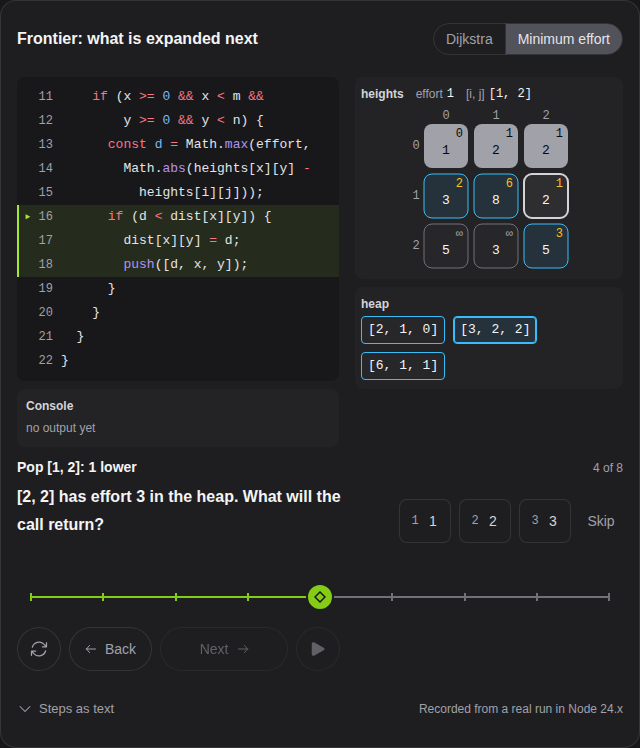 Frontier: what is expanded next
Dijkstra Minimum effort
11 if (x >= 0 && x < m &&
12 y >= 0 && y < n) {
13 const d = Math.max(effort,
14 Math.abs(heights[x][y] -
15 heights[i][j]));
▸ 16 if (d < dist[x][y]) {
17 dist[x][y] = d;
18 push([d, x, y]);
19 }
20 }
21 }
22 }
heights effort 1 [i, j] [1, 2]
0 1 2
0 1 1
0 1 2 2
2 6 1
1 3 8 2
∞ ∞ 3
2 5 3 5
heap
[2, 1, 0] [3, 2, 2]
[6, 1, 1]
Console
no output yet
Pop [1, 2]: 1 lower
4 of 8
[2, 2] has effort 3 in the heap. What will the
call return?
1 1 2 2 3 3 Skip
← Back Next →
Steps as text
Recorded from a real run in Node 24.x